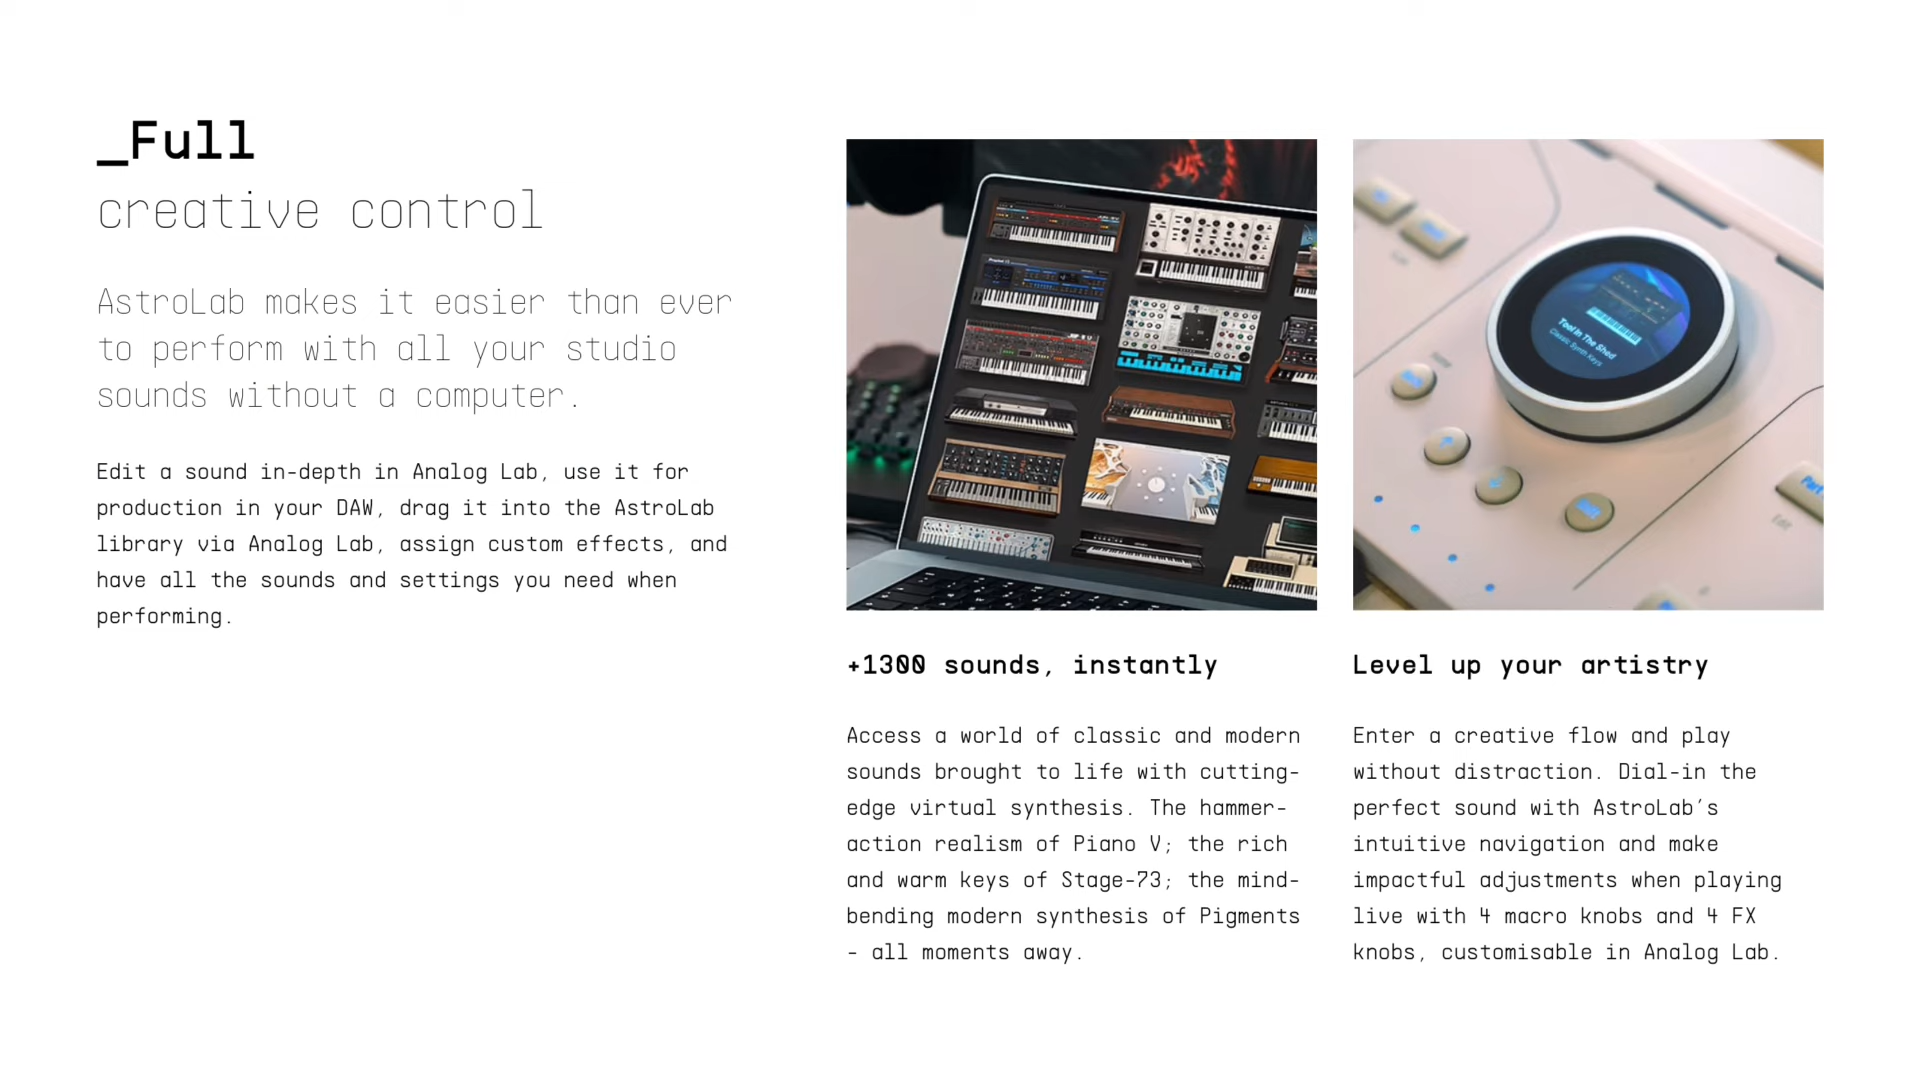 _Full
creative control
AstroLab makes it easier than ever
to perform with all your studio
sounds without a computer.
Edit a sound in-depth in Analog Lab, use it for
production in your DAW, drag it into the AstroLab
library via Analog Lab, assign custom effects, and
have all the sounds and settings you need when
performing.
Tool In The Shed
Classic Synth Keys
+1300 sounds, instantly
Access a world of classic and modern
sounds brought to life with cutting-
edge virtual synthesis. The hammer-
action realism of Piano V; the rich
and warm keys of Stage-73; the mind-
bending modern synthesis of Pigments
- all moments away.
Level up your artistry
Enter a creative flow and play
without distraction. Dial-in the
perfect sound with AstroLab's
intuitive navigation and make
impactful adjustments when playing
live with 4 macro knobs and 4 FX
knobs, customisable in Analog Lab.